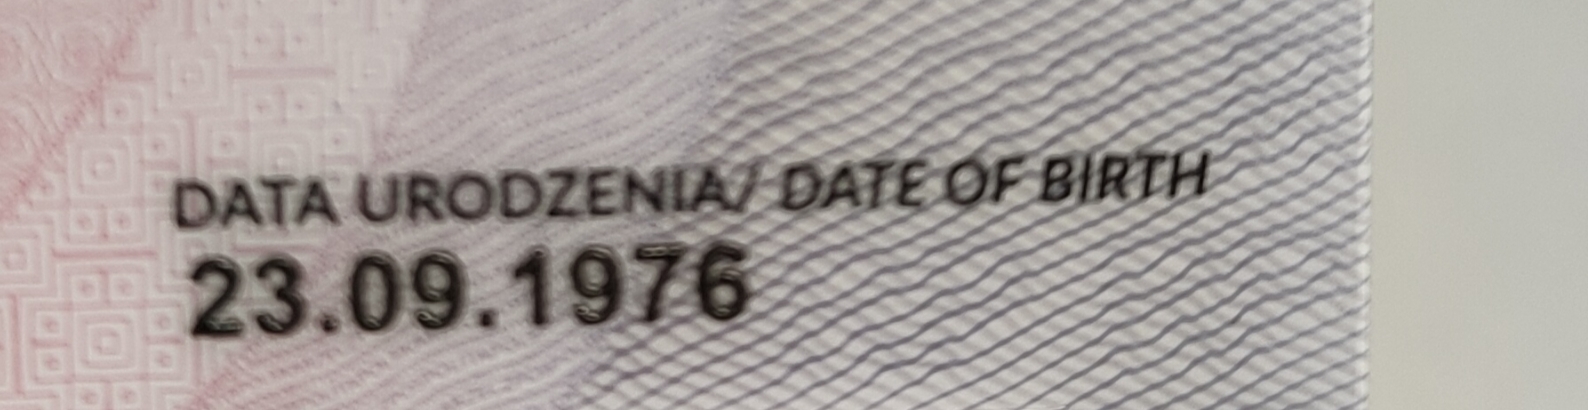 DATA URODZENIA/ DATE OF BIRTH
23.09.1976